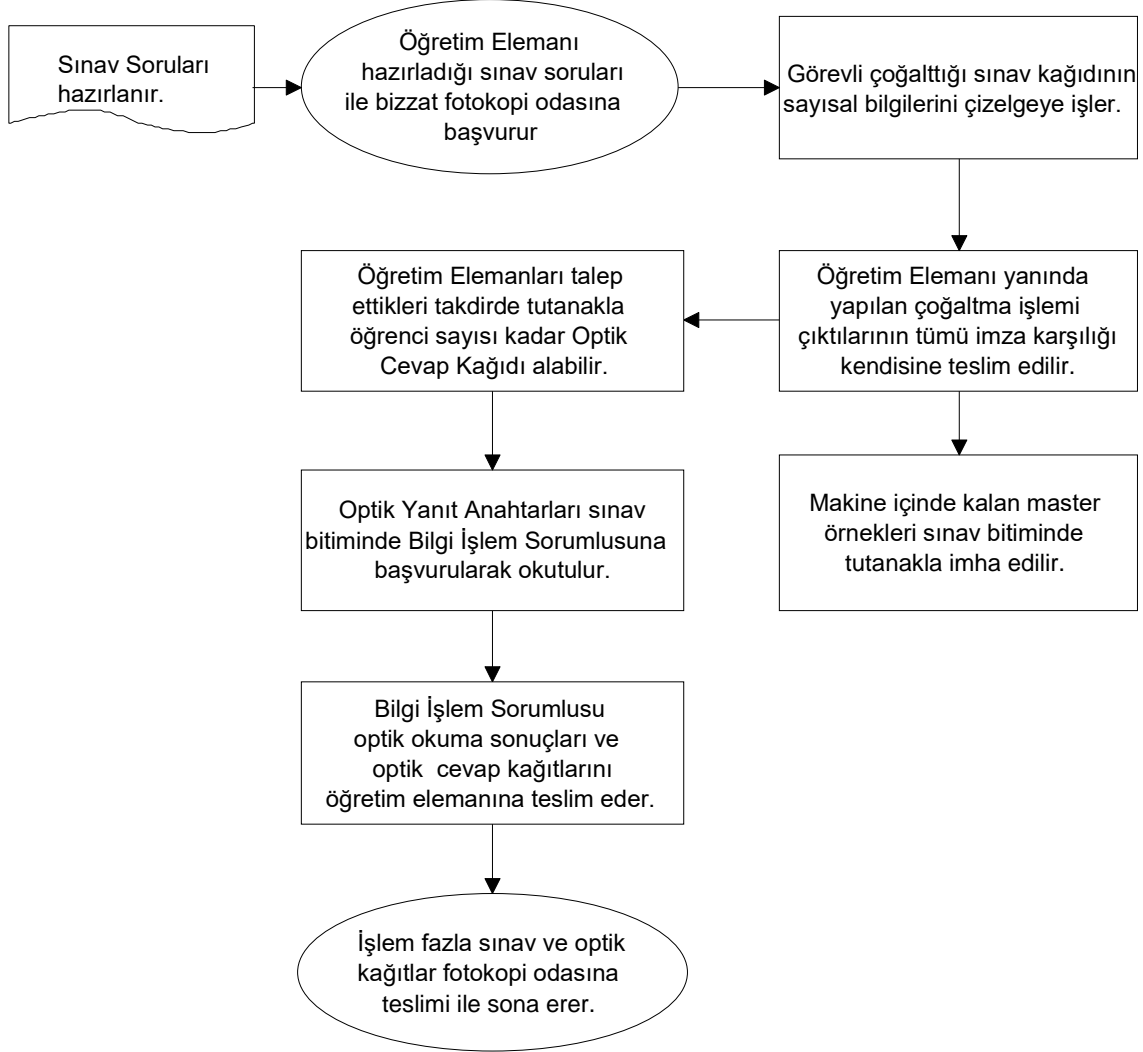 Sınav Soruları
hazırlanır.
Öğretim Elemanı
hazırladığı sınav soruları
ile bizzat fotokopi odasına
başvurur
Görevli çoğalttığı sınav kağıdının
sayısal bilgilerini çizelgeye işler.
Öğretim Elemanı yanında
yapılan çoğaltma işlemi
çıktılarının tümü imza karşılığı
kendisine teslim edilir.
Öğretim Elemanları talep
ettikleri takdirde tutanakla
öğrenci sayısı kadar Optik
Cevap Kağıdı alabilir.
Makine içinde kalan master
örnekleri sınav bitiminde
tutanakla imha edilir.
Optik Yanıt Anahtarları sınav
bitiminde Bilgi İşlem Sorumlusuna
başvurularak okutulur.
Bilgi İşlem Sorumlusu
optik okuma sonuçları ve
optik cevap kağıtlarını
öğretim elemanına teslim eder.
İşlem fazla sınav ve optik
kağıtlar fotokopi odasına
teslimi ile sona erer.